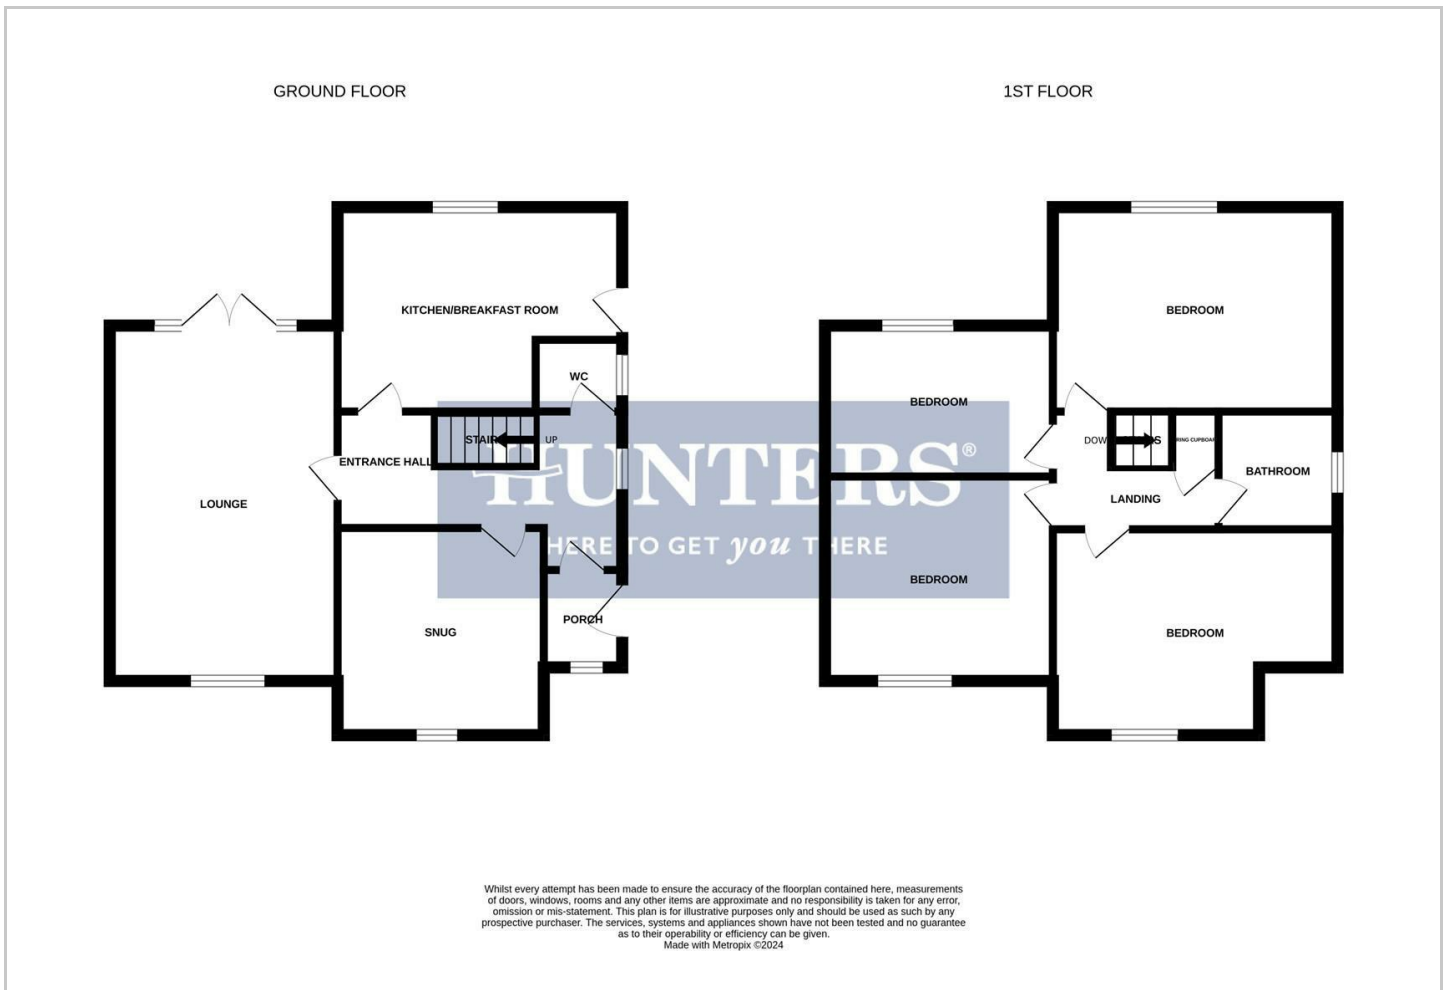 GROUND FLOOR
1ST FLOOR
KITCHEN/BREAKFAST ROOM
WC
UP
ENTRANCE HALL
LOUNGE
SNUG
PORCH
BEDROOM
BEDROOM
BATHROOM
LANDING
BEDROOM
BEDROOM
HUNTERS®
HERE TO GET you THERE
Whilst every attempt has been made to ensure the accuracy of the floorplan contained here, measurements
of doors, windows, rooms and any other items are approximate and no responsibility is taken for any error,
omission or mis-statement. This plan is for illustrative purposes only and should be used as such by any
prospective purchaser. The services, systems and appliances shown have not been tested and no guarantee
as to their operability or efficiency can be given.
Made with Metropix ©2024